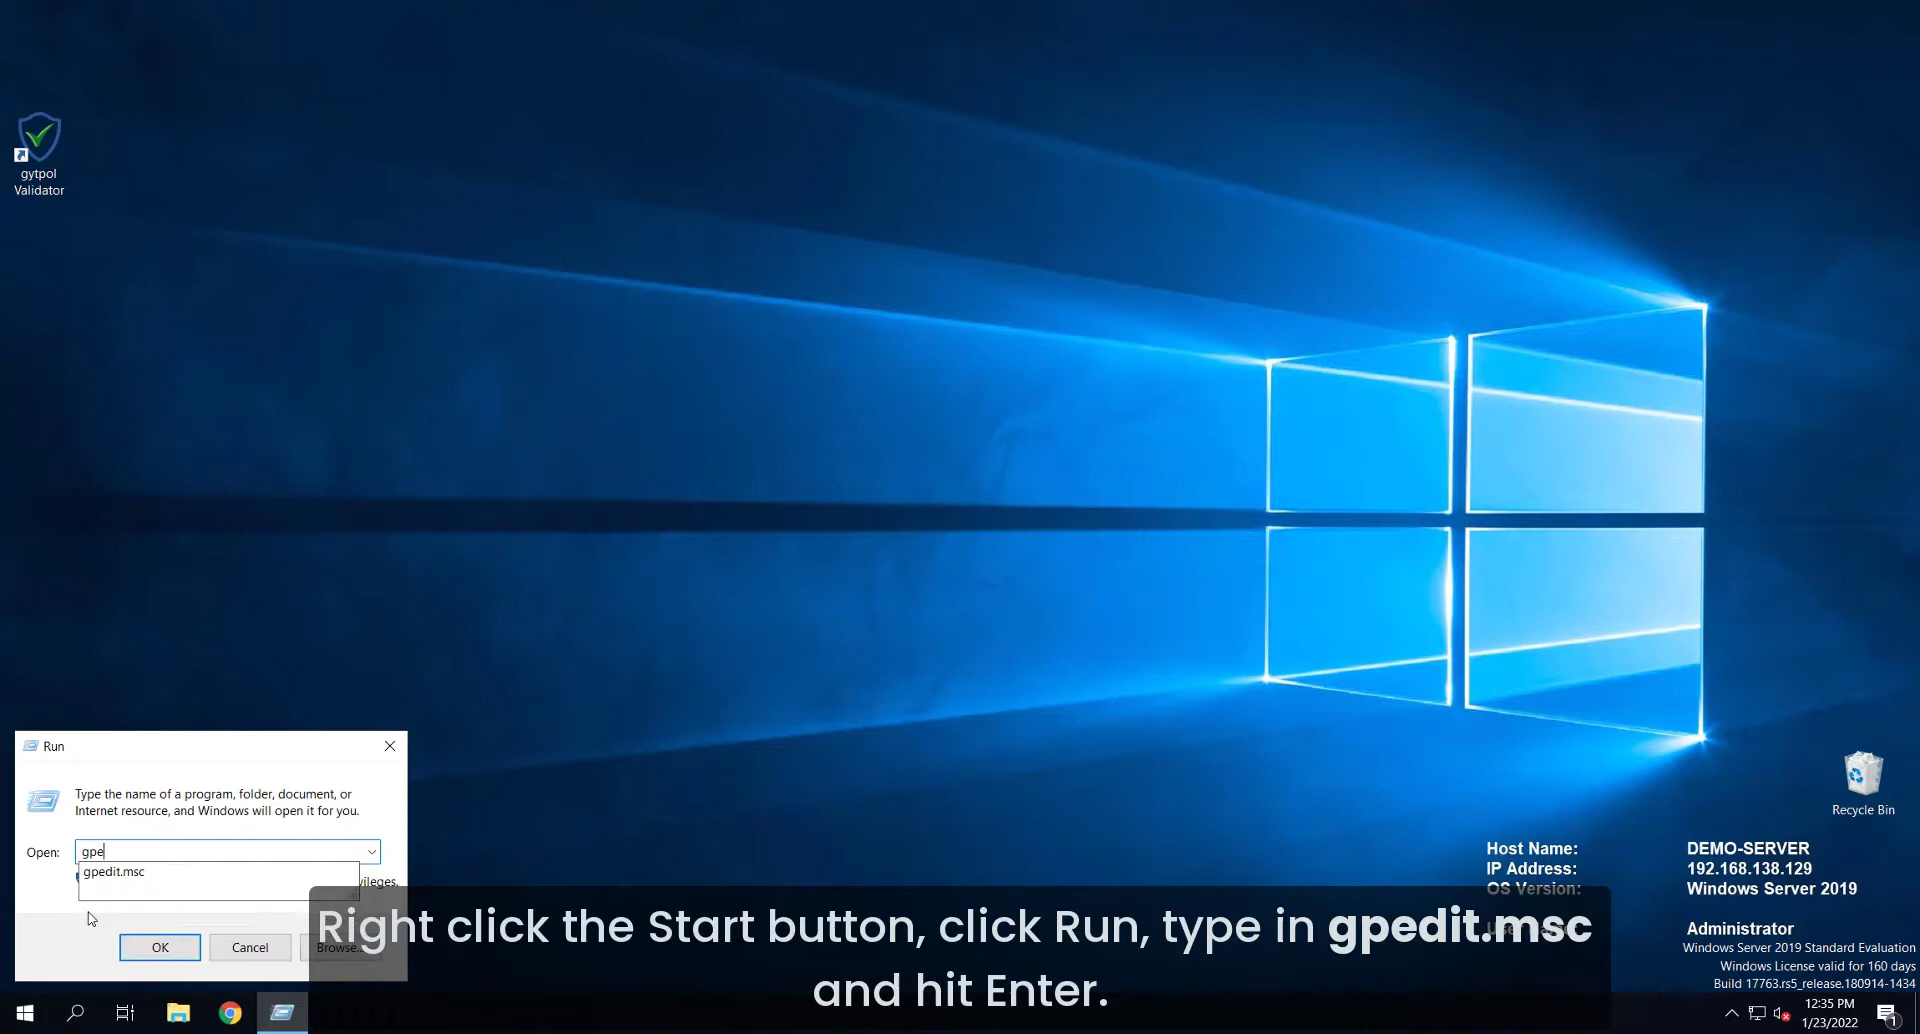 gytpol
Validator
Run
Type the name of a program, folder, document, or
Internet resource, and Windows will open it for you.
Open:
gpe
gpedit.msc
vileges.
OK
Cancel
Browse...
Right click the Start button, click Run, type in gpedit.msc
and hit Enter.
Recycle Bin
Host Name: DEMO-SERVER
IP Address: 192.168.138.129
OS Version: Windows Server 2019
Administrator
Windows Server 2019 Standard Evaluation
Windows License valid for 160 days
Build 17763.rs5_release.180914-1434
12:35 PM
1/23/2022
1